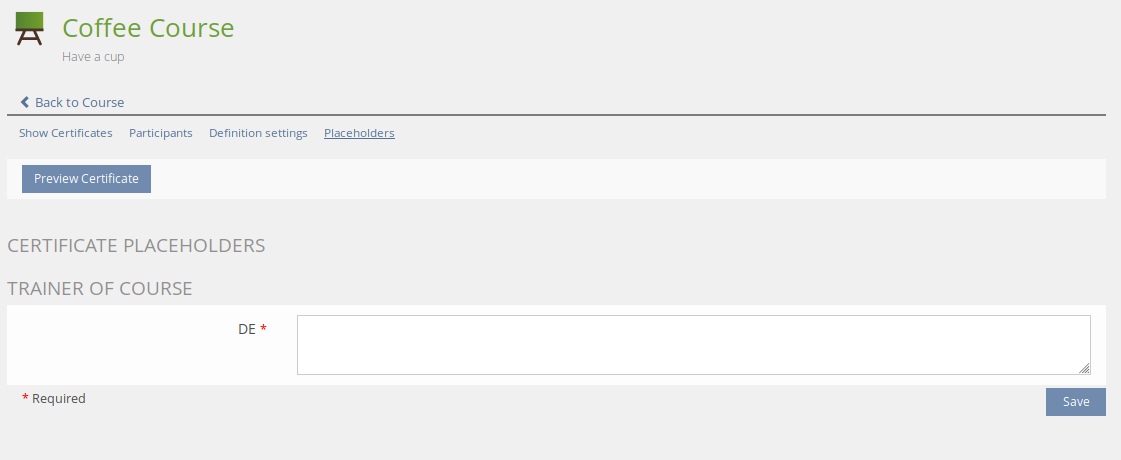 Coffee Course
Have a cup
Back to Course
Show Certificates Participants Definition settings Placeholders
Preview Certificate
CERTIFICATE PLACEHOLDERS
TRAINER OF COURSE
DE *
* Required
Save